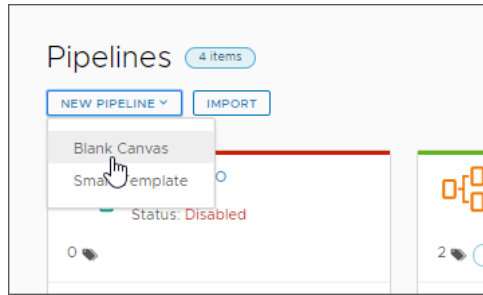 Pipelines 4 items
NEW PIPELINE IMPORT
Blank Canvas
Status: Disabled
0
2